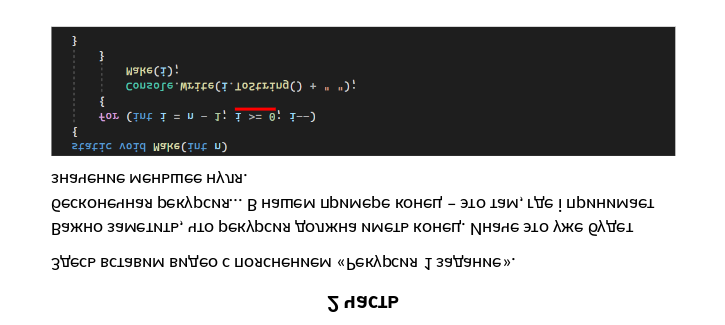 2 часть
Здесь вставим видео с пояснением «Рекурсия 1 задание».
Важно заметить, что рекурсия должна иметь конец. Иначе это уже будет
бесконечная рекурсия... В нашем примере конец – это там, где i принимает
значение меньшее нуля.
static void Make(int n)
{
for (int i = n - 1; i >= 0; i--)
{
Console.Write(i.ToString() + " ");
Make(i);
}
}